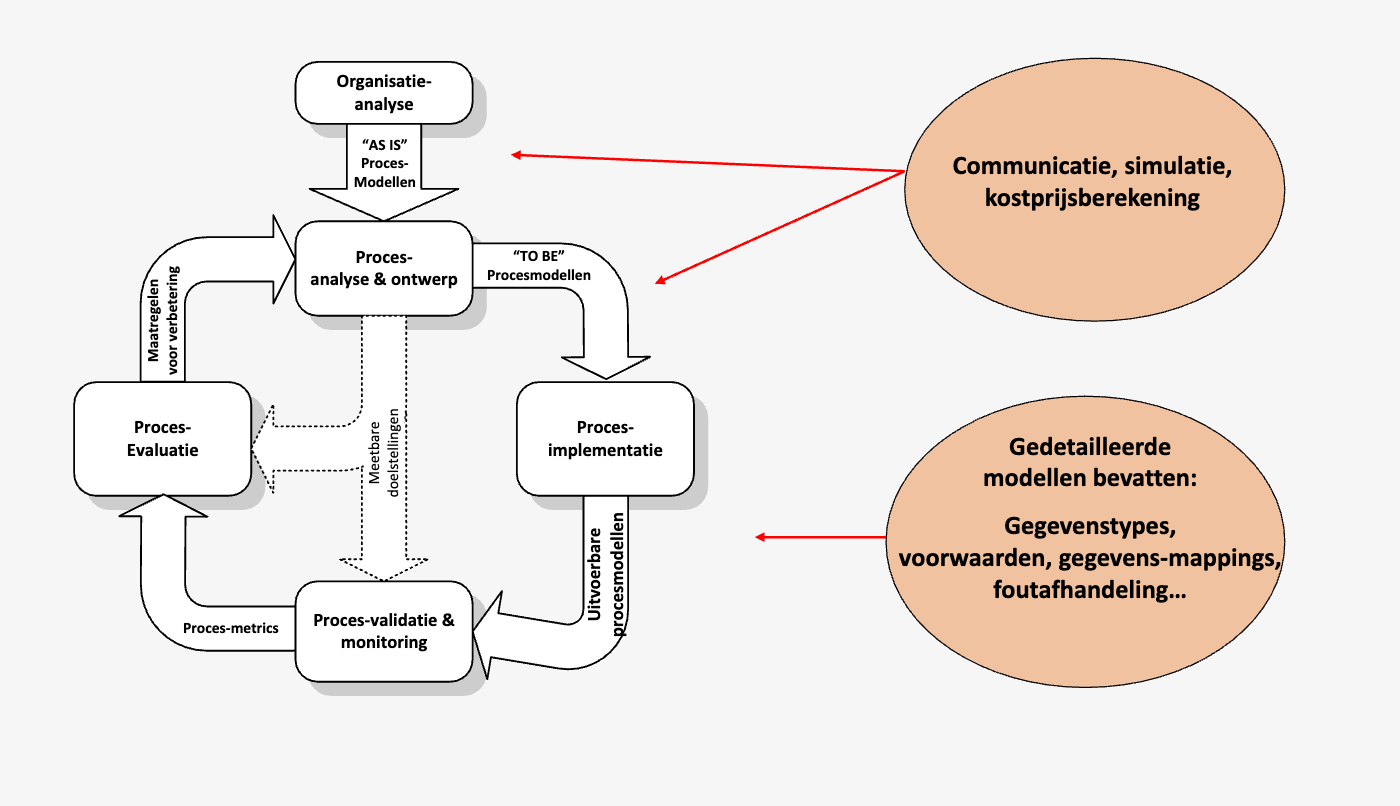 Organisatie-
analyse
“AS IS”
Proces-
Modellen
Proces-
analyse & ontwerp
“TO BE”
Procesmodellen
Maatregelen
voor verbetering
Meetbare
doelstellingen
Proces-
Evaluatie
Proces-
implementatie
Uitvoerbare
procesmodellen
Proces-metrics
Proces-validatie &
monitoring
Communicatie, simulatie,
kostprijsberekening
Gedetailleerde
modellen bevatten:
Gegevenstypes,
voorwaarden, gegevens-mappings,
foutafhandeling…